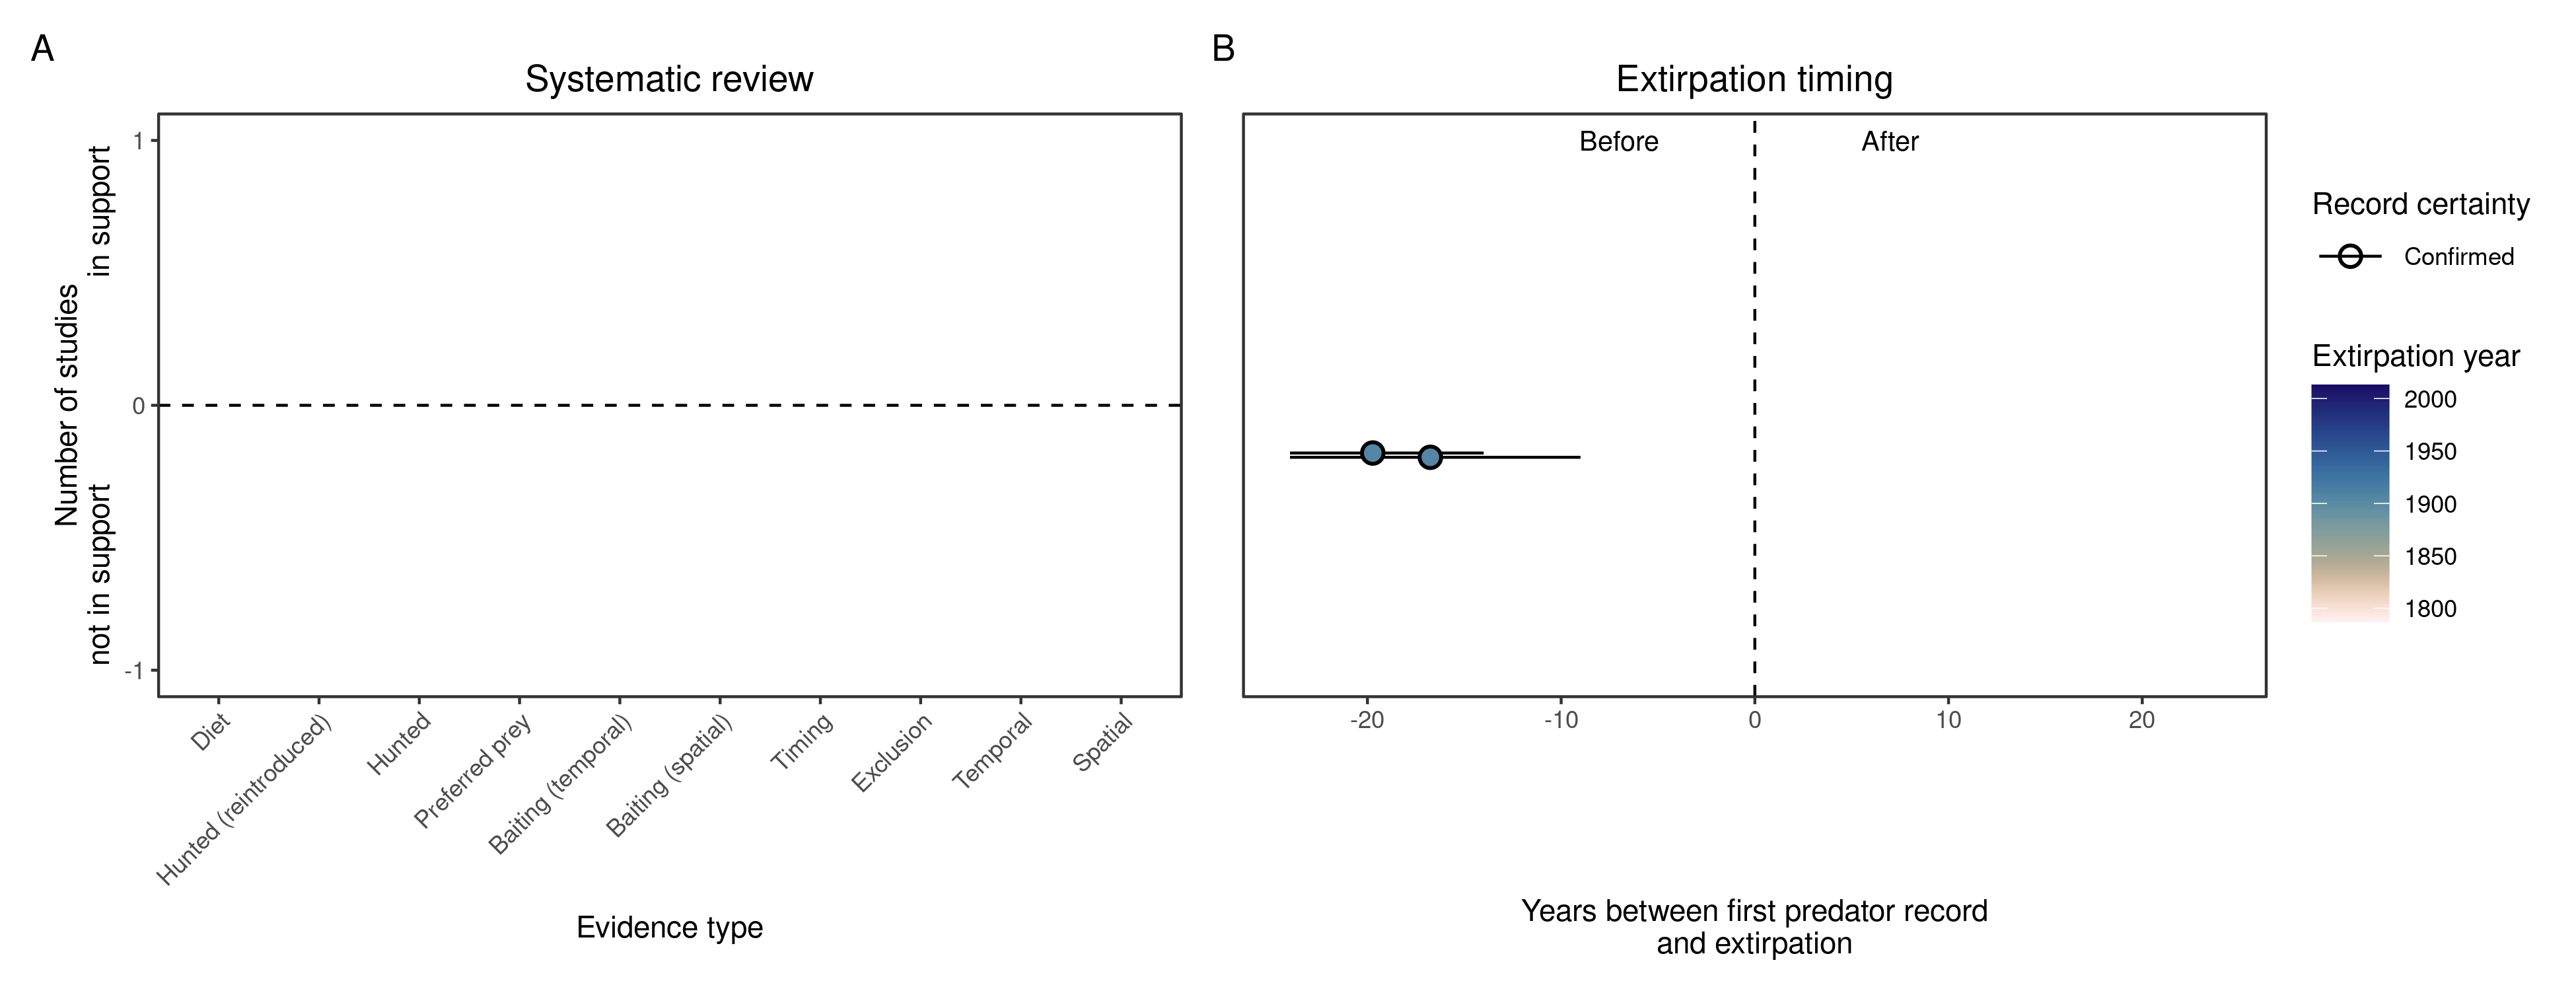 A
Systematic review
Number of studies
in support
not in support
1
0
-1
Diet
Hunted (reintroduced)
Hunted
Preferred prey
Baiting (temporal)
Baiting (spatial)
Timing
Exclusion
Temporal
Spatial
Evidence type
B
Extirpation timing
Before
After
-20
-10
0
10
20
Years between first predator record
and extirpation
Record certainty
Confirmed
Extirpation year
2000
1950
1900
1850
1800